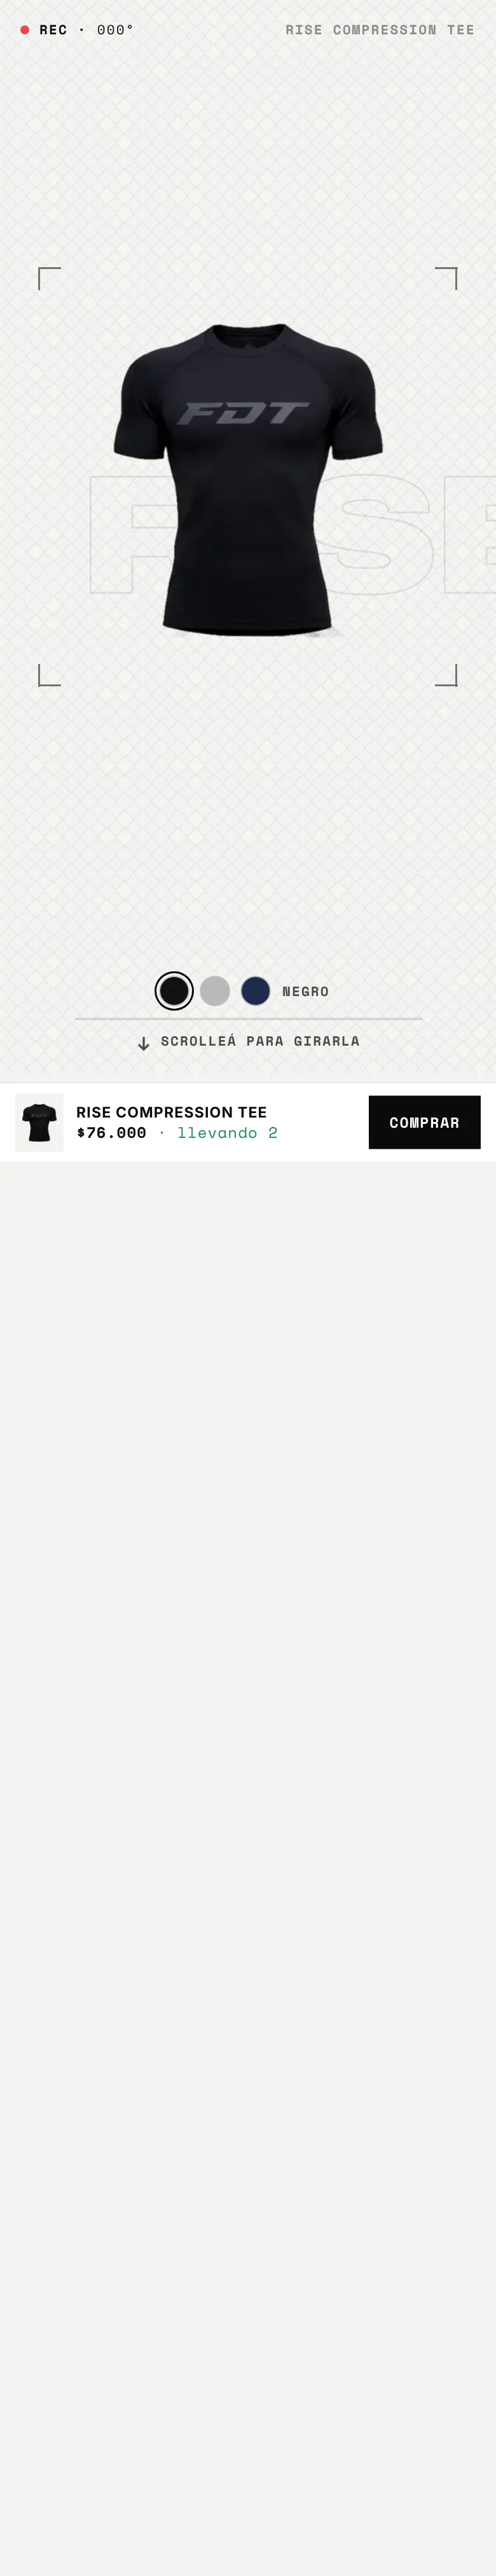 REC · 000°
RISE COMPRESSION TEE
FDT
RISE
NEGRO
↓ SCROLLEÁ PARA GIRARLA
FDT
RISE COMPRESSION TEE
$76.000 · llevando 2
COMPRAR